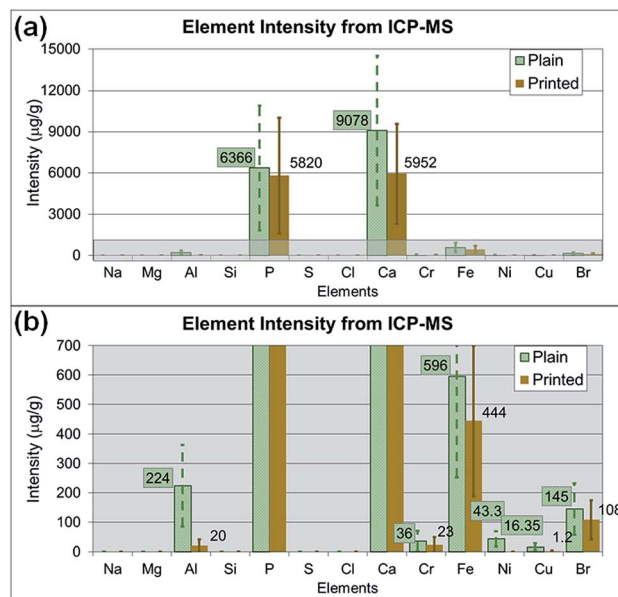 (a)
Element Intensity from ICP-MS
Plain
Printed
Intensity (µg/g)
15000
12000
9000
6000
3000
0
6366
5820
9078
5952
Na Mg Al Si P S Cl Ca Cr Fe Ni Cu Br
Elements
(b)
Element Intensity from ICP-MS
Plain
Printed
Intensity (µg/g)
700
600
500
400
300
200
100
0
224
20
36
23
596
444
43.3
16.35
1.2
145
108
Na Mg Al Si P S Cl Ca Cr Fe Ni Cu Br
Elements